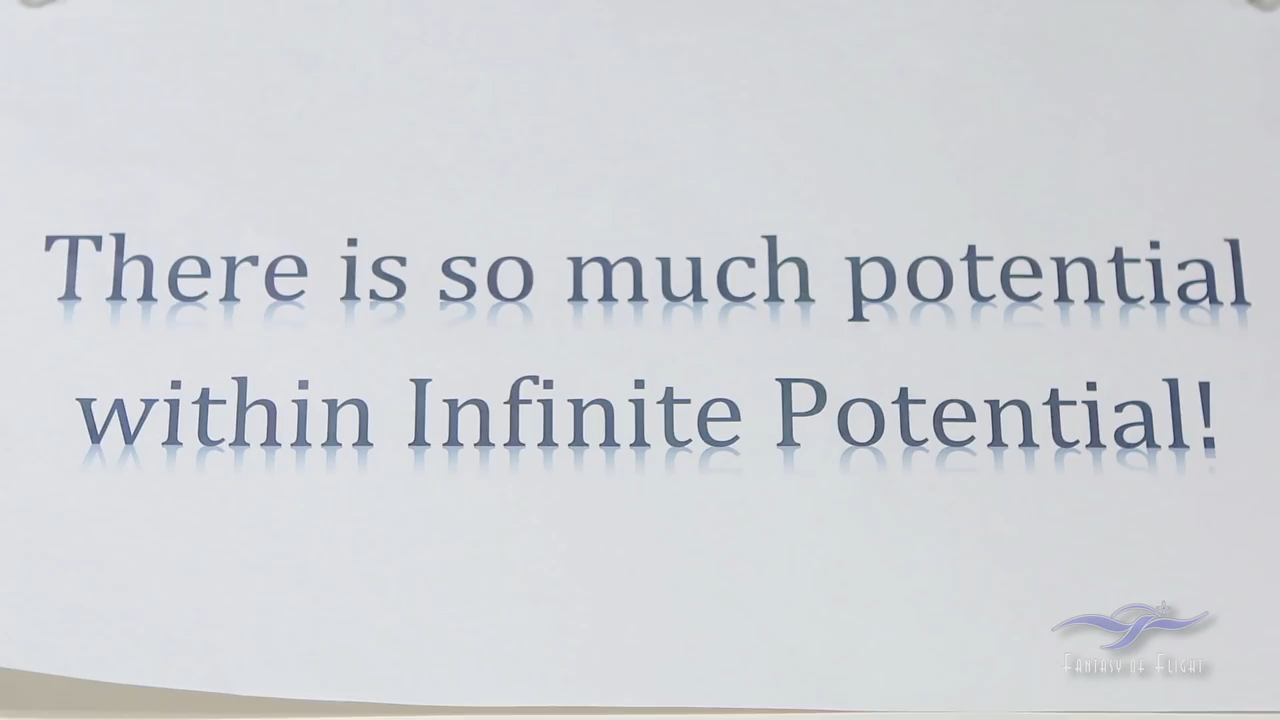 There is so much potential
within Infinite Potential!
Fantasy of Flight